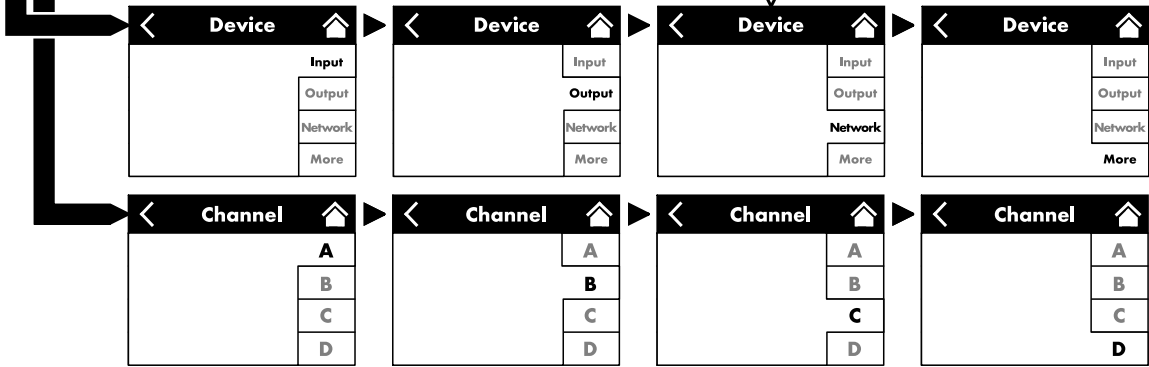 Device
Input
Output
Network
More
Device
Input
Output
Network
More
Device
Input
Output
Network
More
Device
Input
Output
Network
More
Channel
A
B
C
D
Channel
A
B
C
D
Channel
A
B
C
D
Channel
A
B
C
D